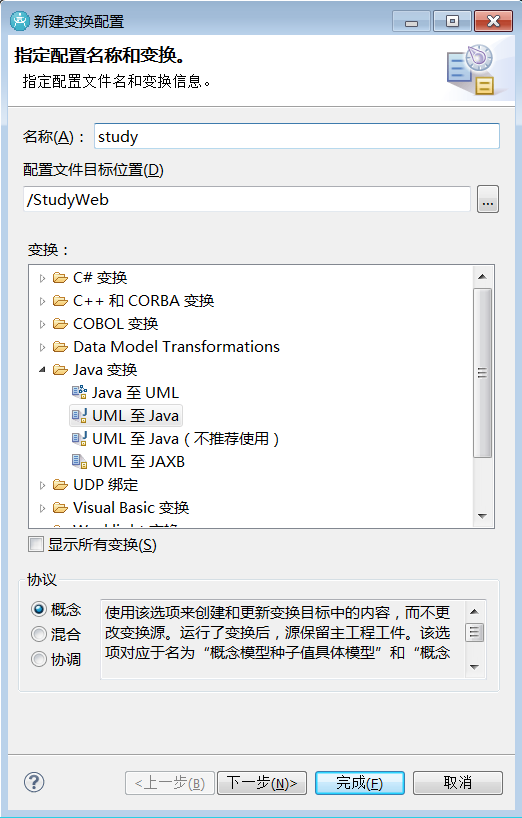 新建变换配置
指定配置名称和变换。
指定配置文件名和变换信息。
名称(A)： study
配置文件目标位置(D)
/StudyWeb
...
变换：
C# 变换
C++ 和 CORBA 变换
COBOL 变换
Data Model Transformations
Java 变换
Java 至 UML
UML 至 Java
UML 至 Java（不推荐使用）
UML 至 JAXB
UDP 绑定
Visual Basic 变换
显示所有变换(S)
协议
概念
混合
协调
使用该选项来创建和更新变换目标中的内容，而不更
改变换源。运行了变换后，源保留主工程工件。该选
项对应于名为“概念模型种子值具体模型”和“概念
<上一步(B) 下一步(N)> 完成(F) 取消